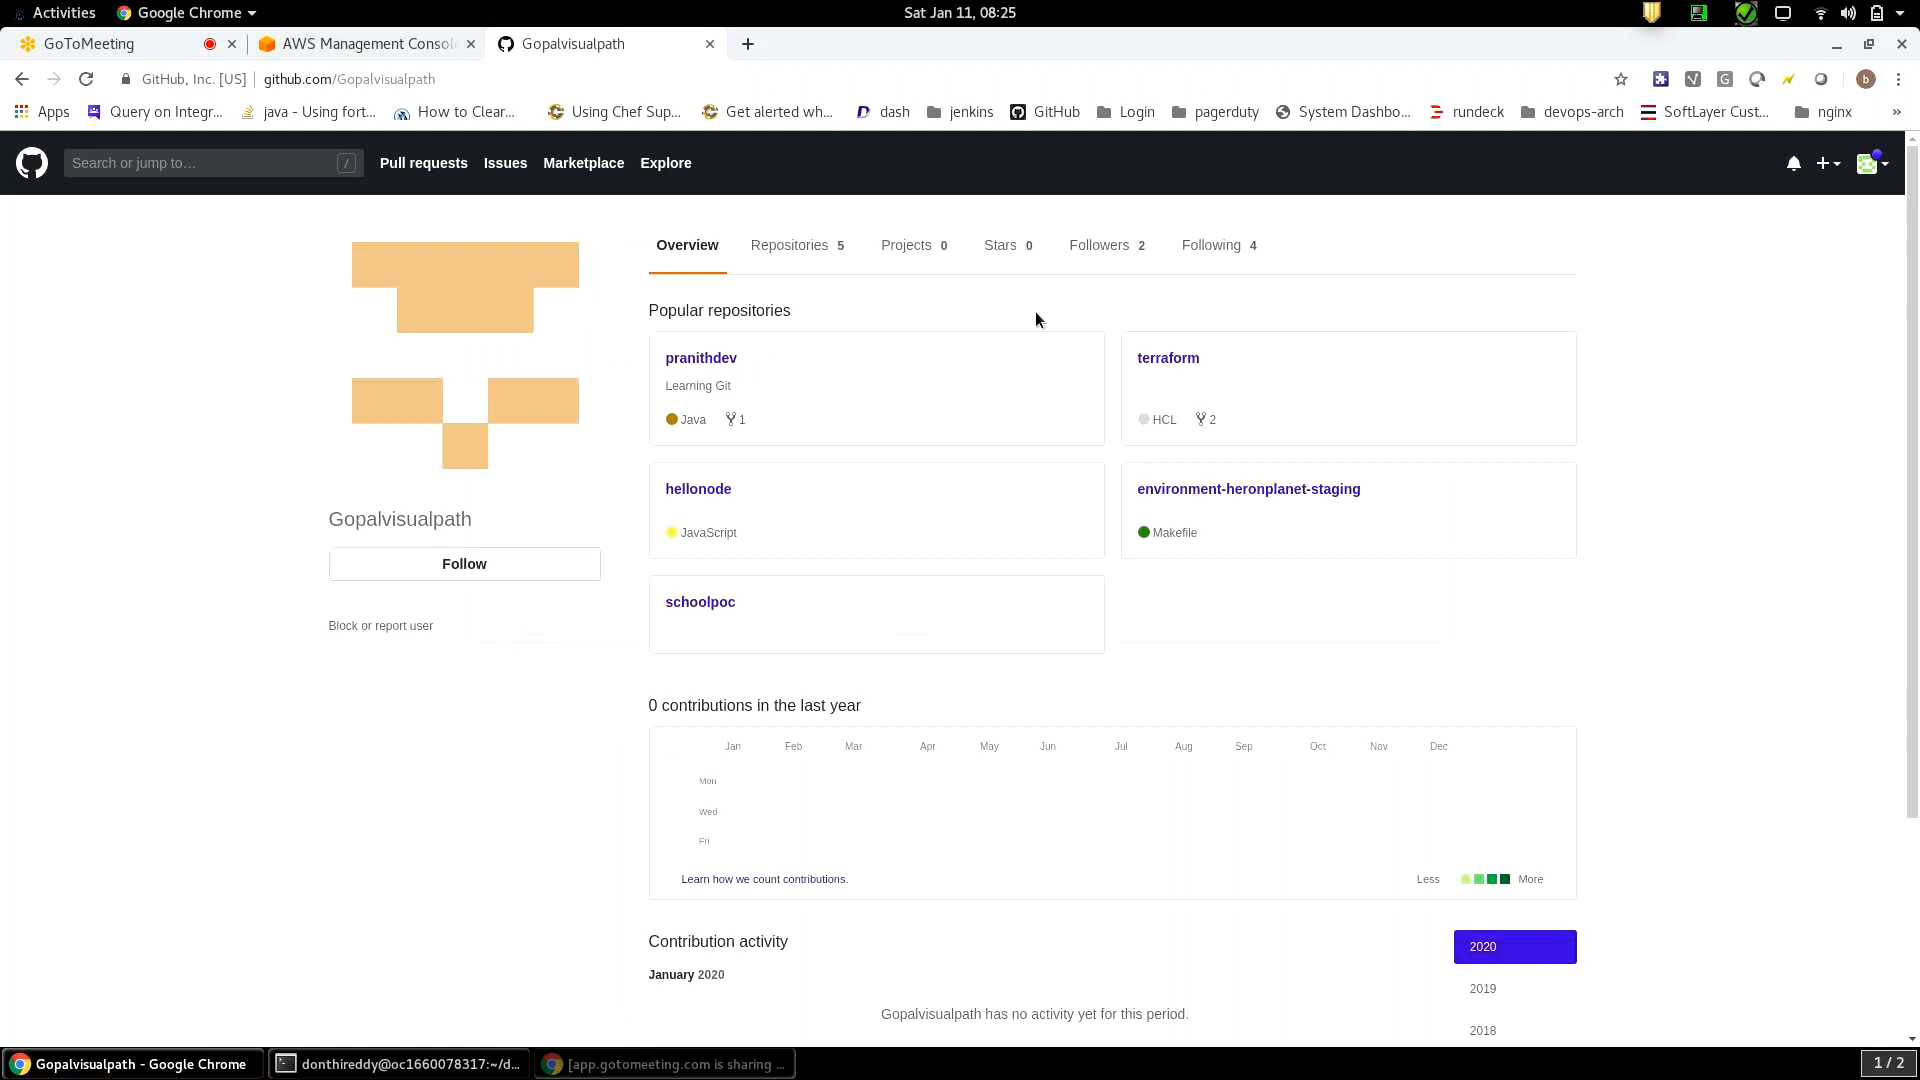 Activities Google Chrome Sat Jan 11, 08:25
GoToMeeting AWS Management Consol Gopalvisualpath
GitHub, Inc. [US] github.com/Gopalvisualpath b
Apps Query on Integr... java - Using fort... How to Clear... Using Chef Sup... Get alerted wh... dash jenkins GitHub Login pagerduty System Dashbo... rundeck devops-arch SoftLayer Cust... nginx »
Search or jump to... / Pull requests Issues Marketplace Explore
Overview Repositories 5 Projects 0 Stars 0 Followers 2 Following 4
Popular repositories
pranithdev
Learning Git
Java 1
terraform
HCL 2
hellonode
JavaScript
environment-heronplanet-staging
Makefile
schoolpoc
Gopalvisualpath
Follow
Block or report user
0 contributions in the last year
Jan Feb Mar Apr May Jun Jul Aug Sep Oct Nov Dec
Mon
Wed
Fri
Learn how we count contributions. Less More
Contribution activity
January 2020
Gopalvisualpath has no activity yet for this period.
2020
2019
2018
Gopalvisualpath - Google Chrome donthireddy@oc1660078317:~/d... [app.gotomeeting.com is sharing ... 1 / 2